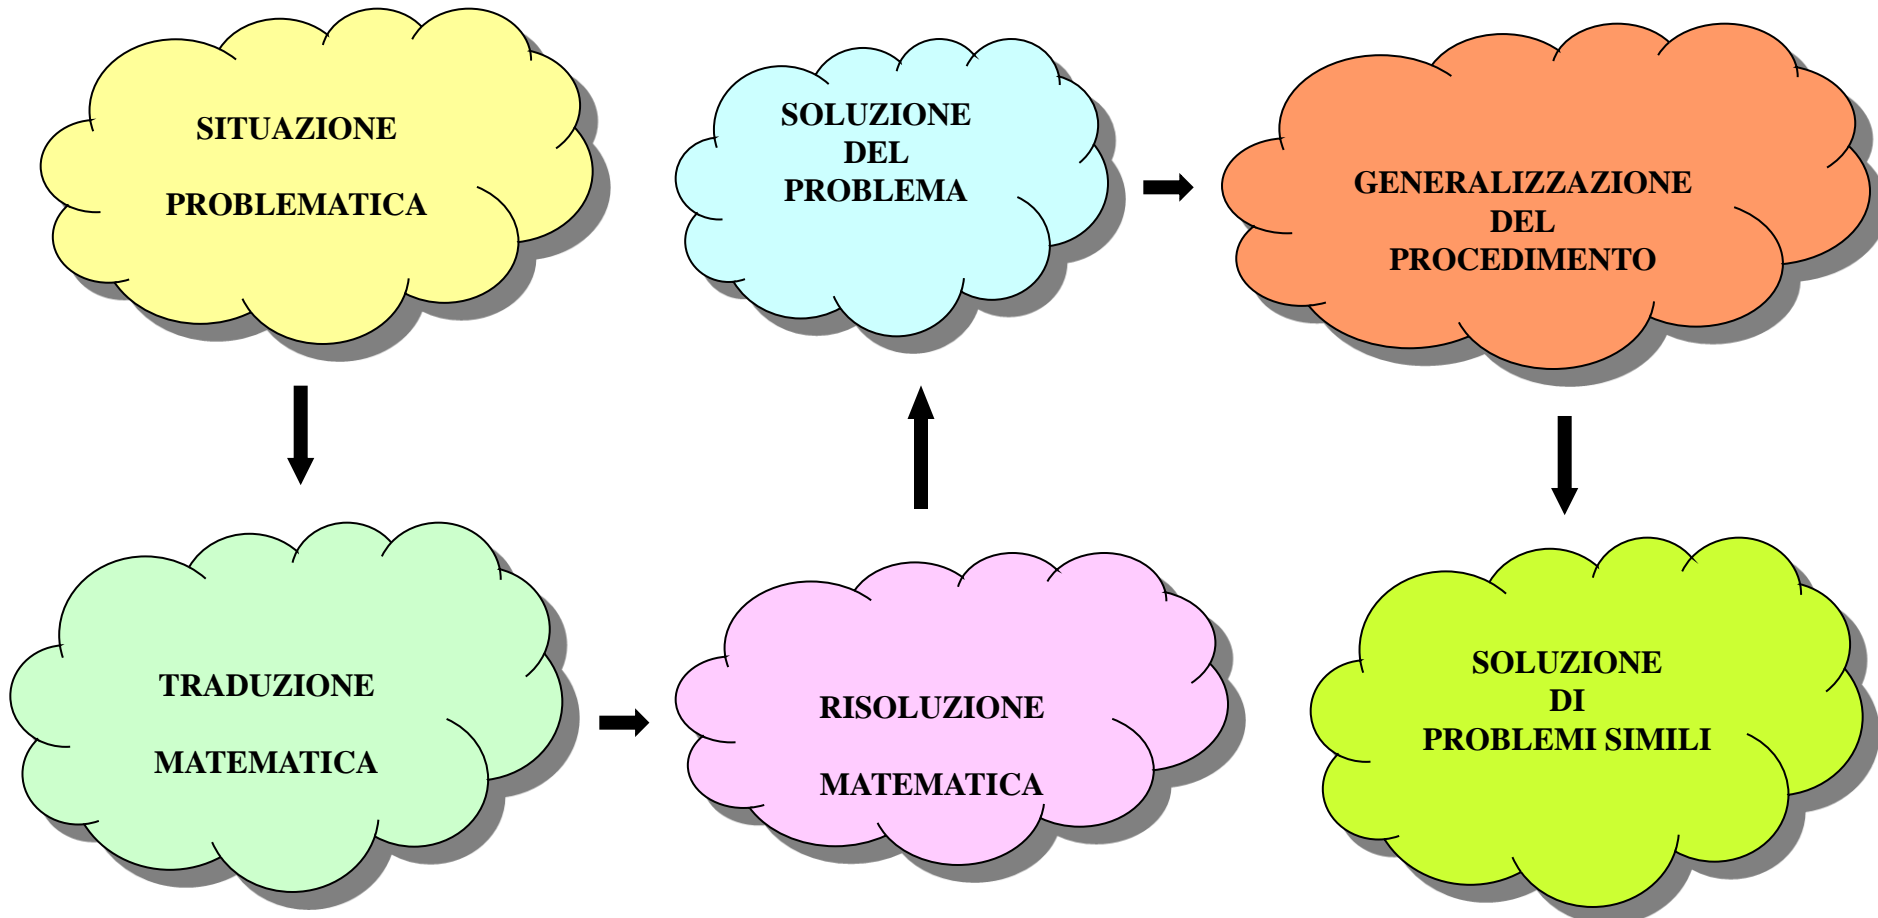 SITUAZIONE
PROBLEMATICA
TRADUZIONE
MATEMATICA
RISOLUZIONE
MATEMATICA
SOLUZIONE
DEL
PROBLEMA
GENERALIZZAZIONE
DEL
PROCEDIMENTO
SOLUZIONE
DI
PROBLEMI SIMILI